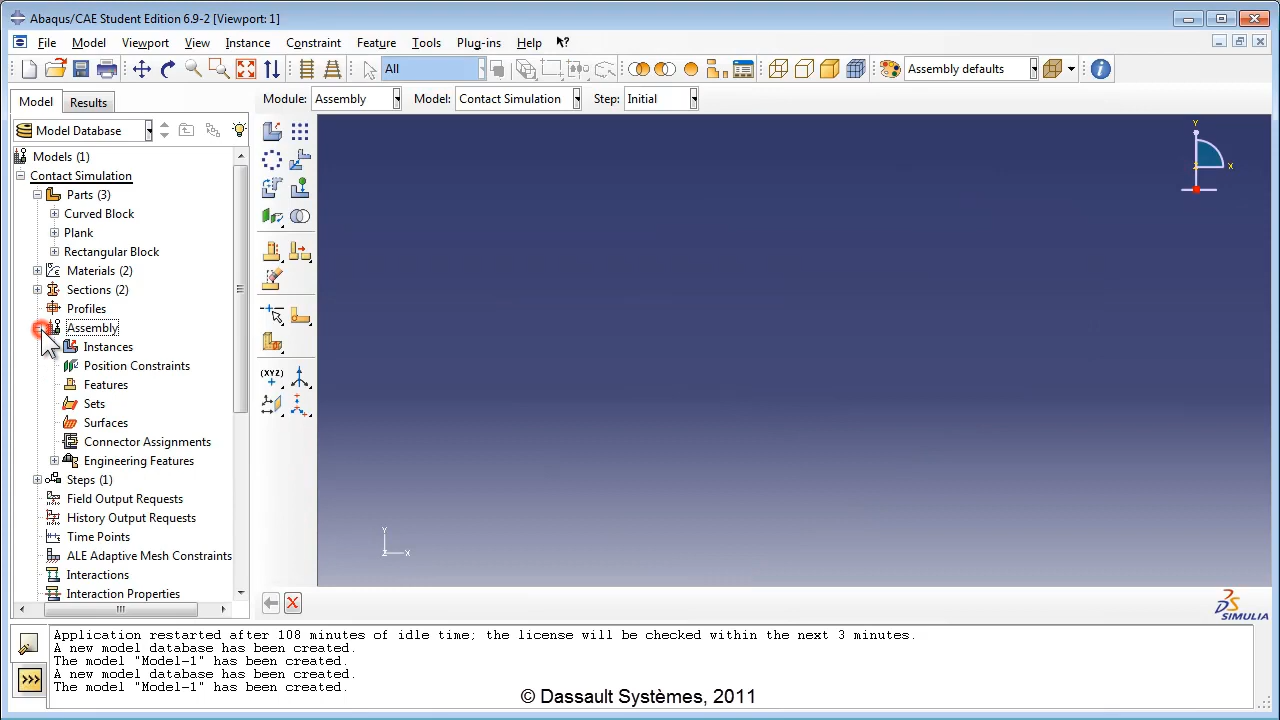 Abaqus/CAE Student Edition 6.9-2 [Viewport: 1]
File Model Viewport View Instance Constraint Feature Tools Plug-ins Help
All Assembly defaults
Model Results Module: Assembly Model: Contact Simulation Step: Initial
Model Database
Models (1)
Contact Simulation
Parts (3)
Curved Block
Plank
Rectangular Block
Materials (2)
Sections (2)
Profiles
Assembly
Instances
Position Constraints
Features
Sets
Surfaces
Connector Assignments
Engineering Features
Steps (1)
Field Output Requests
History Output Requests
Time Points
ALE Adaptive Mesh Constraints
Interactions
Interaction Properties
(XYZ)
Y
X
Z
Y
Z X
SIMULIA
Application restarted after 108 minutes of idle time; the license will be checked within the next 3 minutes.
A new model database has been created.
The model "Model-1" has been created.
A new model database has been created.
The model "Model-1" has been created.
© Dassault Systèmes, 2011